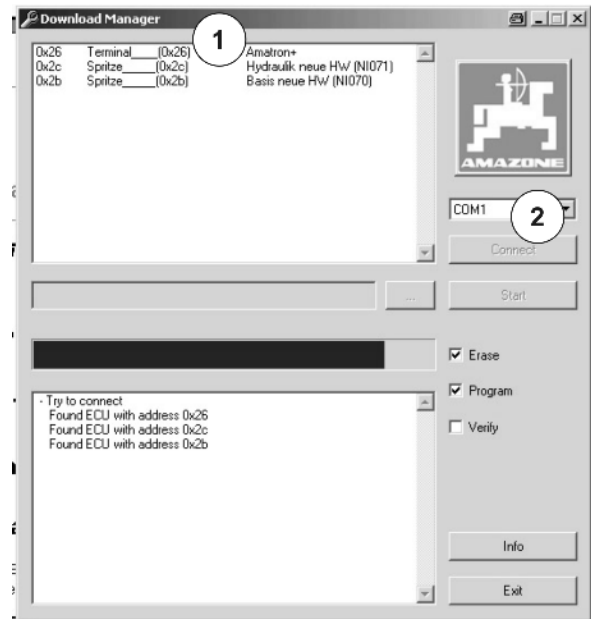 Download Manager
1
0x26 Terminal____(0x26) Amatron+
0x2c Spritze_____(0x2c) Hydraulik neue HW (NI071)
0x2b Spritze_____(0x2b) Basis neue HW (NI070)
AMAZONE
COM1
2
Connect
... Start
Erase
Program
Verify
- Try to connect
Found ECU with address 0x26
Found ECU with address 0x2c
Found ECU with address 0x2b
Info
Exit